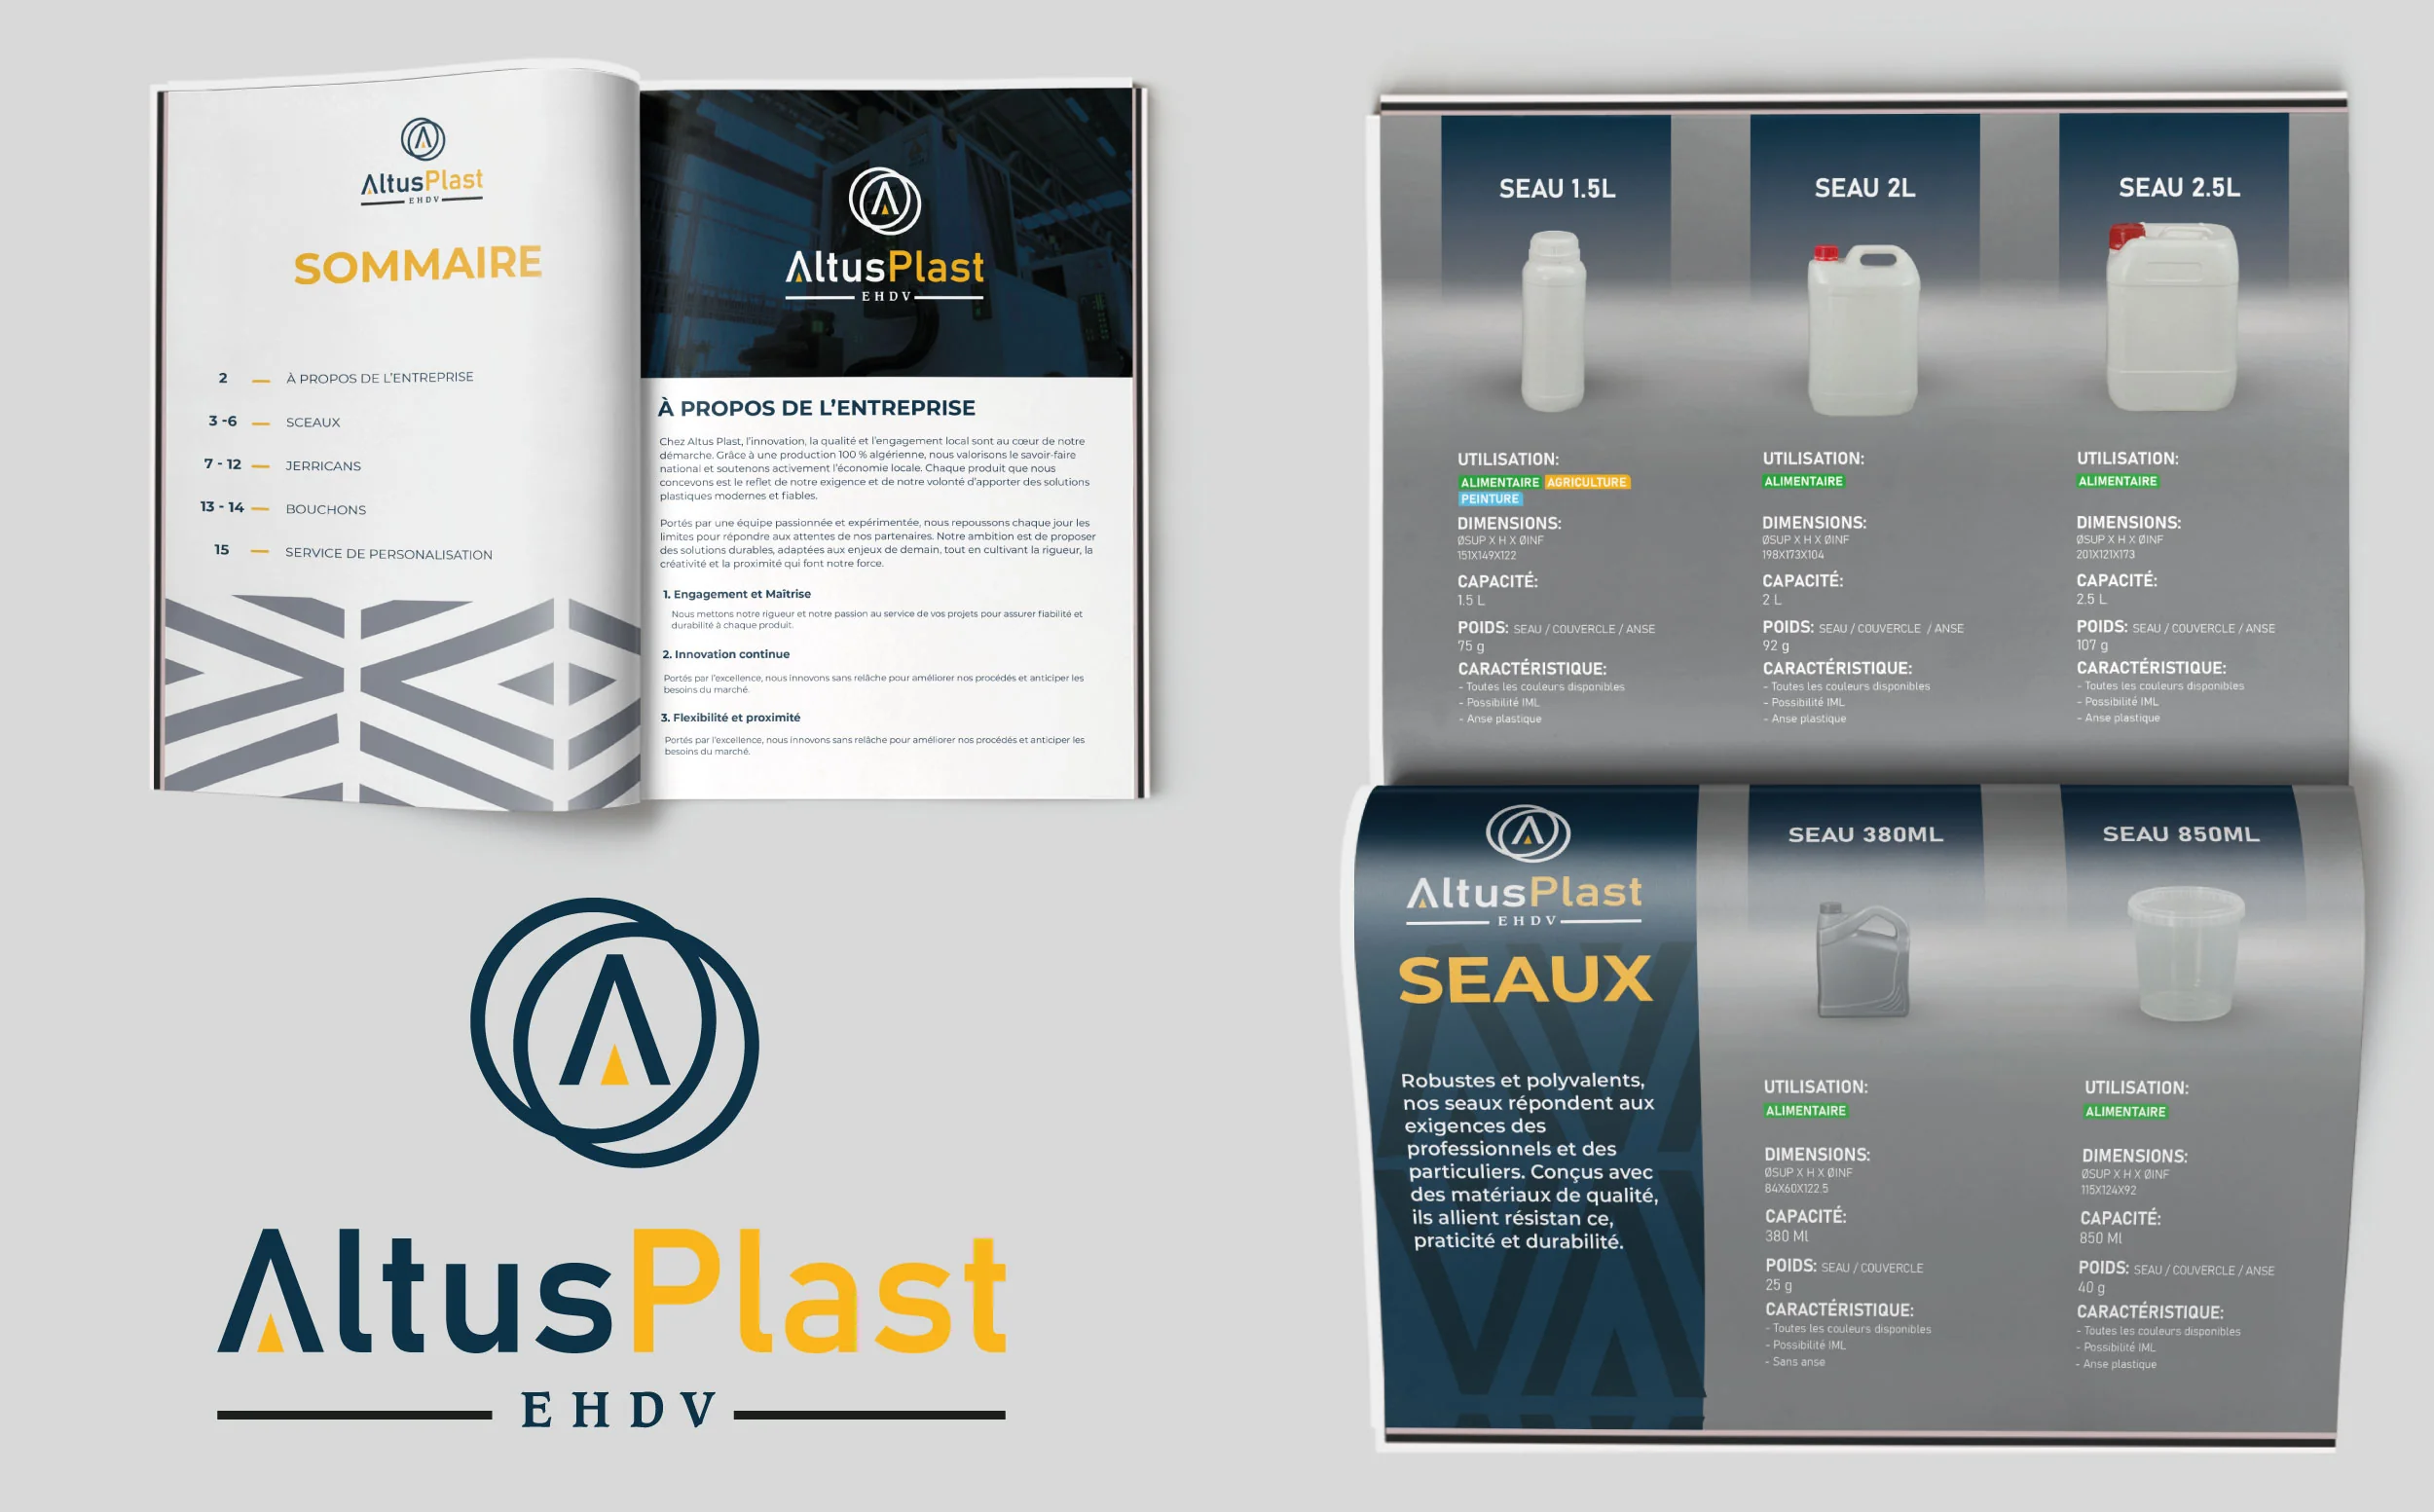 AltusPlast
EHDV
SOMMAIRE
2 — À PROPOS DE L'ENTREPRISE
3 -6 — SCEAUX
7 - 12 — JERRICANS
13 - 14 — BOUCHONS
15 — SERVICE DE PERSONALISATION
AltusPlast
EHDV
À PROPOS DE L'ENTREPRISE
Chez Altus Plast, l'innovation, la qualité et l'engagement local sont au cœur de notre
démarche. Grâce à une production 100 % algérienne, nous valorisons le savoir-faire
national et soutenons activement l'économie locale. Chaque produit que nous
concevons est le reflet de notre exigence et de notre volonté d'apporter des solutions
plastiques modernes et fiables.
Portés par une équipe passionnée et expérimentée, nous repoussons chaque jour les
limites pour répondre aux attentes de nos partenaires. Notre ambition est de proposer
des solutions durables, adaptées aux enjeux de demain, tout en cultivant la rigueur, la
créativité et la proximité qui font notre force.
1. Engagement et Maîtrise
Nous mettons notre rigueur et notre passion au service de vos projets pour assurer fiabilité et
durabilité à chaque produit.
2. Innovation continue
Portés par l'excellence, nous innovons sans relâche pour améliorer nos procédés et anticiper les
besoins du marché.
3. Flexibilité et proximité
Portés par l'excellence, nous innovons sans relâche pour améliorer nos procédés et anticiper les
besoins du marché.
AltusPlast
EHDV
SEAU 1.5L
UTILISATION:
ALIMENTAIRE AGRICULTURE
PEINTURE
DIMENSIONS:
ØSUP X H X ØINF
151X149X122
CAPACITÉ:
1.5 L
POIDS: SEAU / COUVERCLE / ANSE
75 g
CARACTÉRISTIQUE:
- Toutes les couleurs disponibles
- Possibilité IML
- Anse plastique
SEAU 2L
UTILISATION:
ALIMENTAIRE
DIMENSIONS:
ØSUP X H X ØINF
198X173X104
CAPACITÉ:
2 L
POIDS: SEAU / COUVERCLE / ANSE
92 g
CARACTÉRISTIQUE:
- Toutes les couleurs disponibles
- Possibilité IML
- Anse plastique
SEAU 2.5L
UTILISATION:
ALIMENTAIRE
DIMENSIONS:
ØSUP X H X ØINF
201X121X173
CAPACITÉ:
2.5 L
POIDS: SEAU / COUVERCLE / ANSE
107 g
CARACTÉRISTIQUE:
- Toutes les couleurs disponibles
- Possibilité IML
- Anse plastique
AltusPlast
EHDV
SEAUX
Robustes et polyvalents,
nos seaux répondent aux
exigences des
professionnels et des
particuliers. Conçus avec
des matériaux de qualité,
ils allient résistan ce,
praticité et durabilité.
SEAU 380ML
UTILISATION:
ALIMENTAIRE
DIMENSIONS:
ØSUP X H X ØINF
84X60X122.5
CAPACITÉ:
380 Ml
POIDS: SEAU / COUVERCLE
25 g
CARACTÉRISTIQUE:
- Toutes les couleurs disponibles
- Possibilité IML
- Sans anse
SEAU 850ML
UTILISATION:
ALIMENTAIRE
DIMENSIONS:
ØSUP X H X ØINF
115X124X92
CAPACITÉ:
850 Ml
POIDS: SEAU / COUVERCLE / ANSE
40 g
CARACTÉRISTIQUE:
- Toutes les couleurs disponibles
- Possibilité IML
- Anse plastique